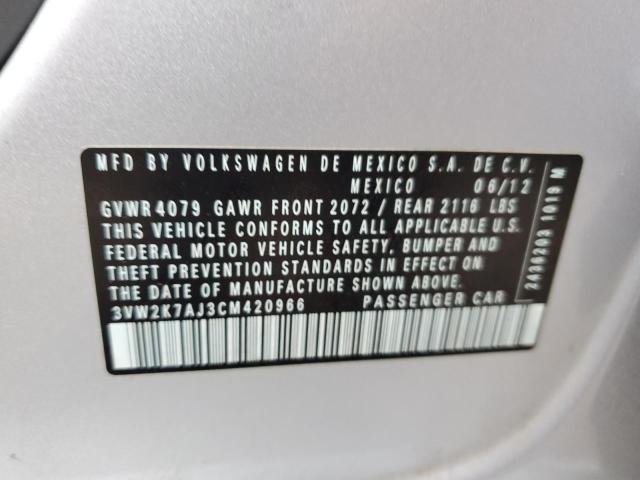 MFD BY VOLKSWAGEN DE MEXICO S.A. DE C.V.
MEXICO 06/12
GVWR 4079 GAWR FRONT 2072 / REAR 2116 LBS
THIS VEHICLE CONFORMS TO ALL APPLICABLE U.S.
FEDERAL MOTOR VEHICLE SAFETY, BUMPER AND
THEFT PREVENTION STANDARDS IN EFFECT ON
THE DATE OF MANUFACTURE SHOWN ABOVE.
3VW2K7AJ3CM420966 PASSENGER CAR
1019 M